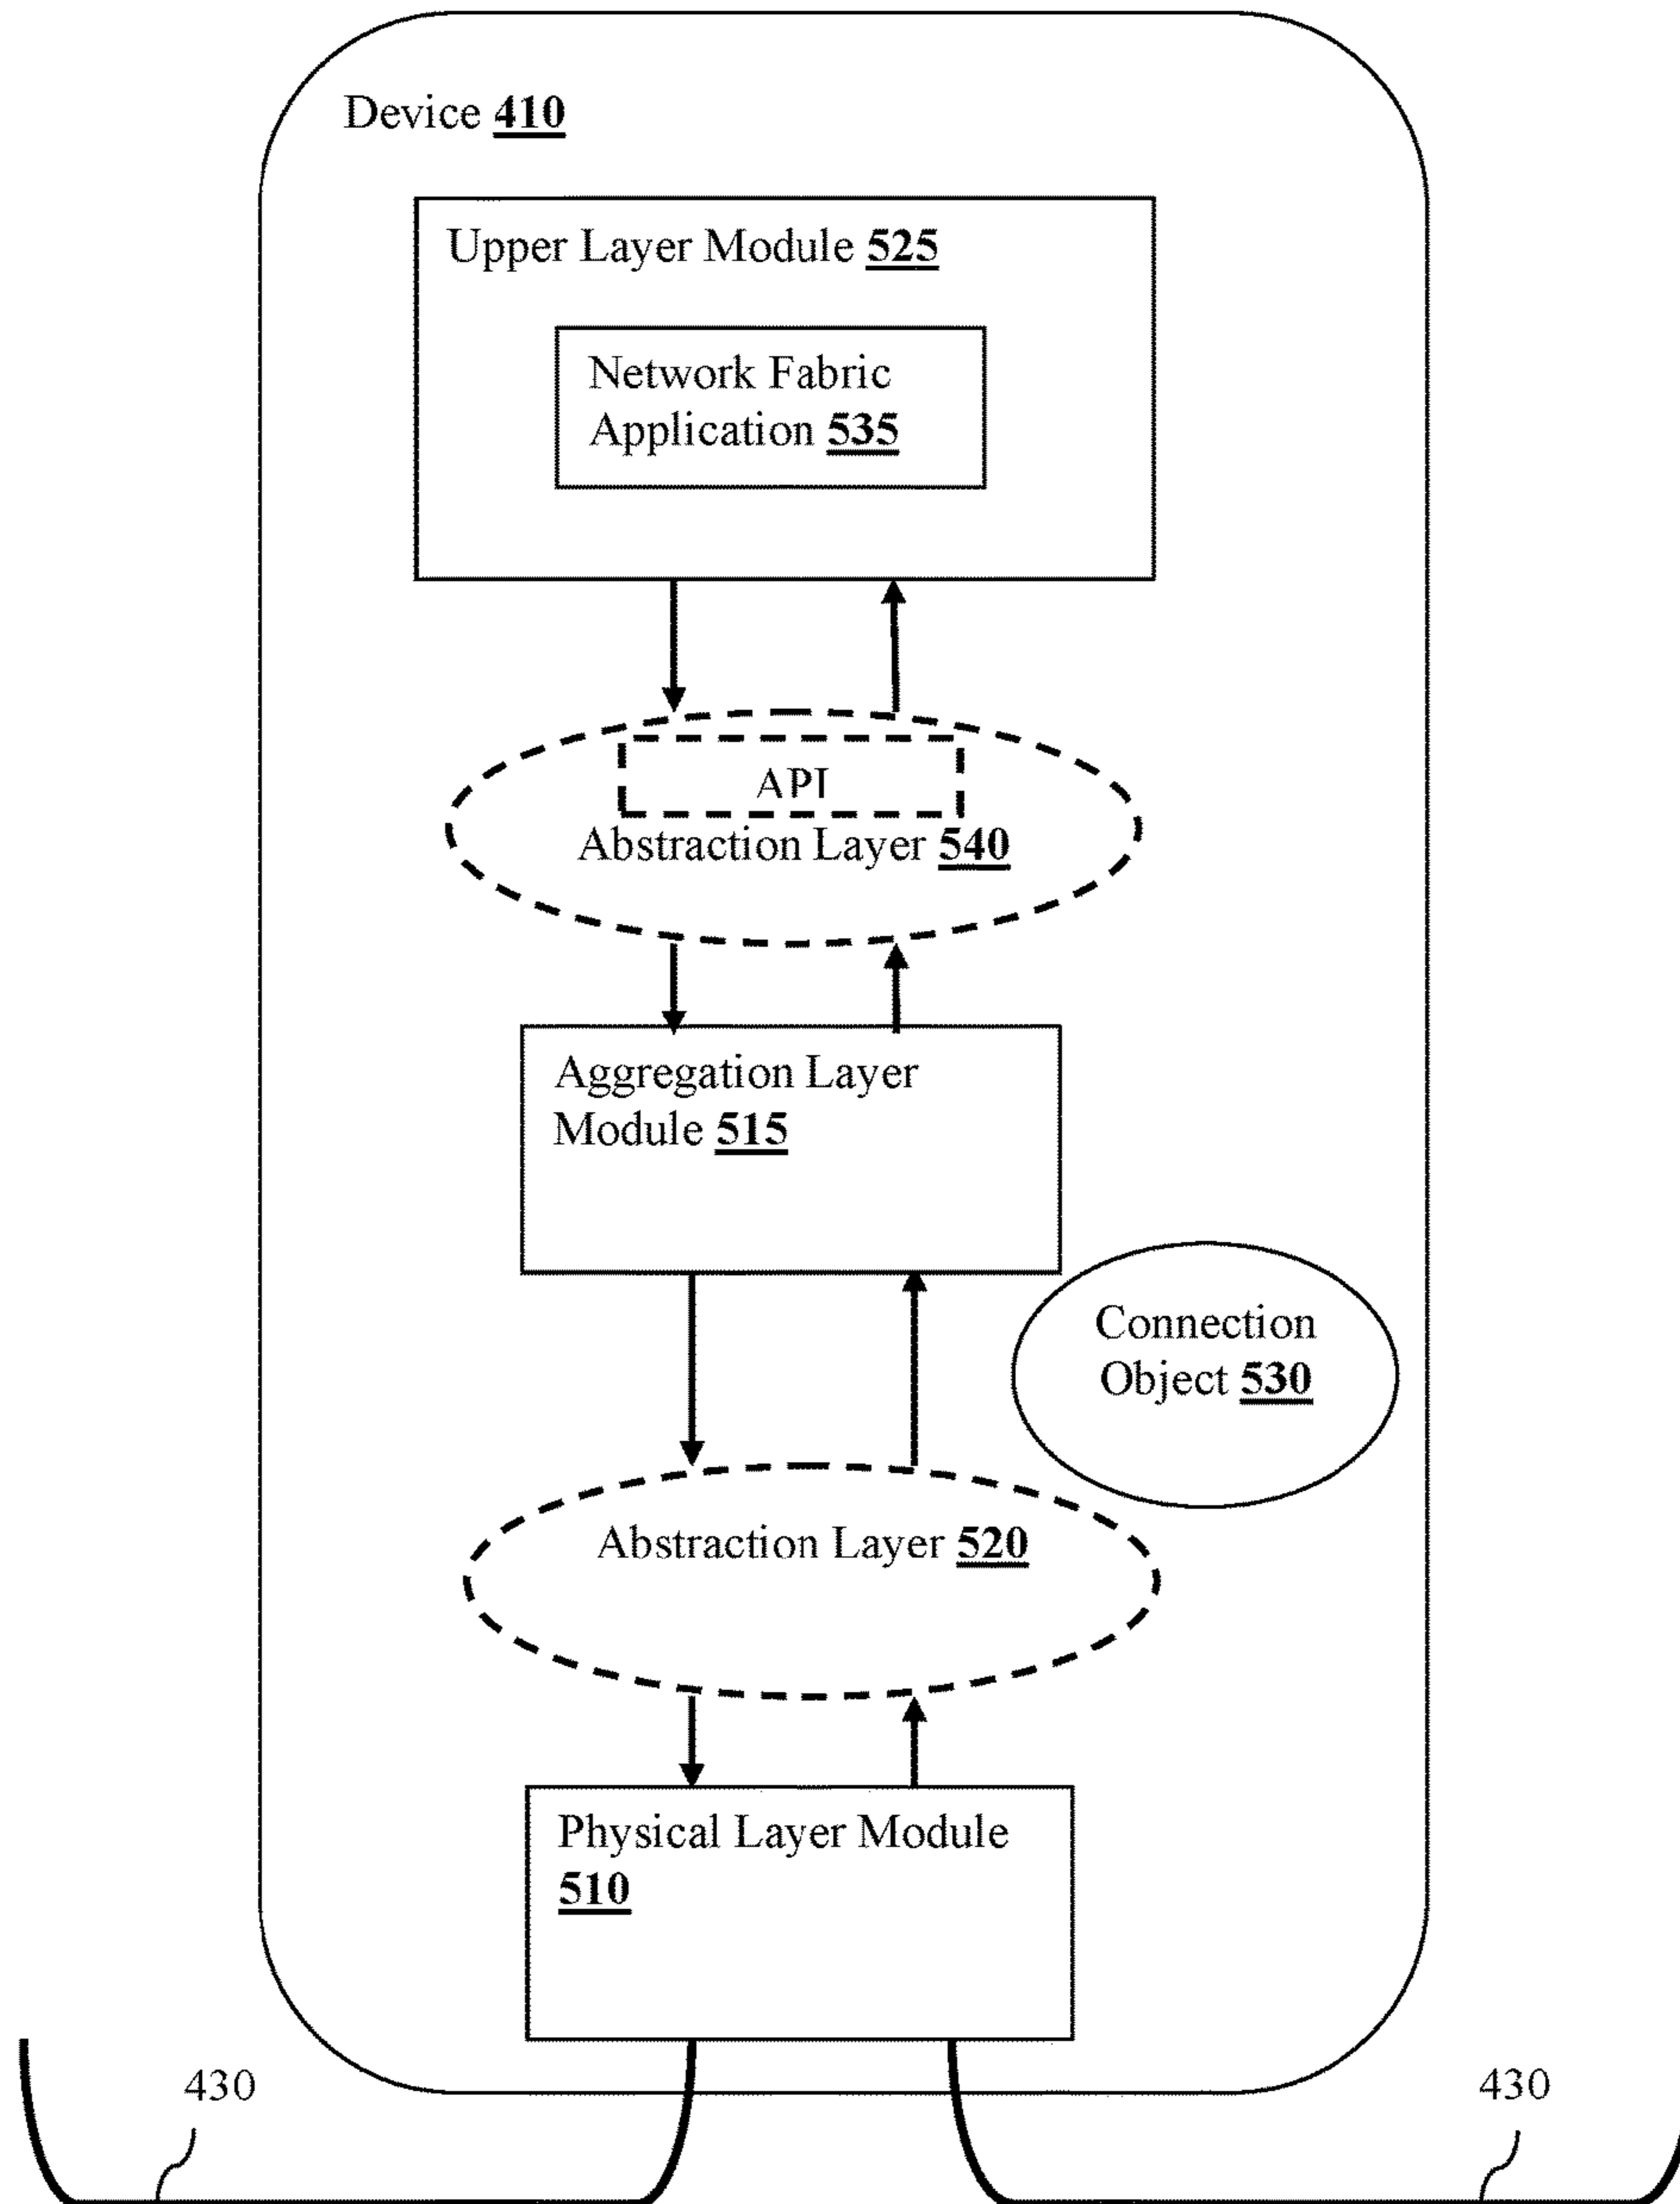 Device 410
Upper Layer Module 525
Network Fabric
Application 535
API
Abstraction Layer 540
Aggregation Layer
Module 515
Connection
Object 530
Abstraction Layer 520
Physical Layer Module
510
430
430